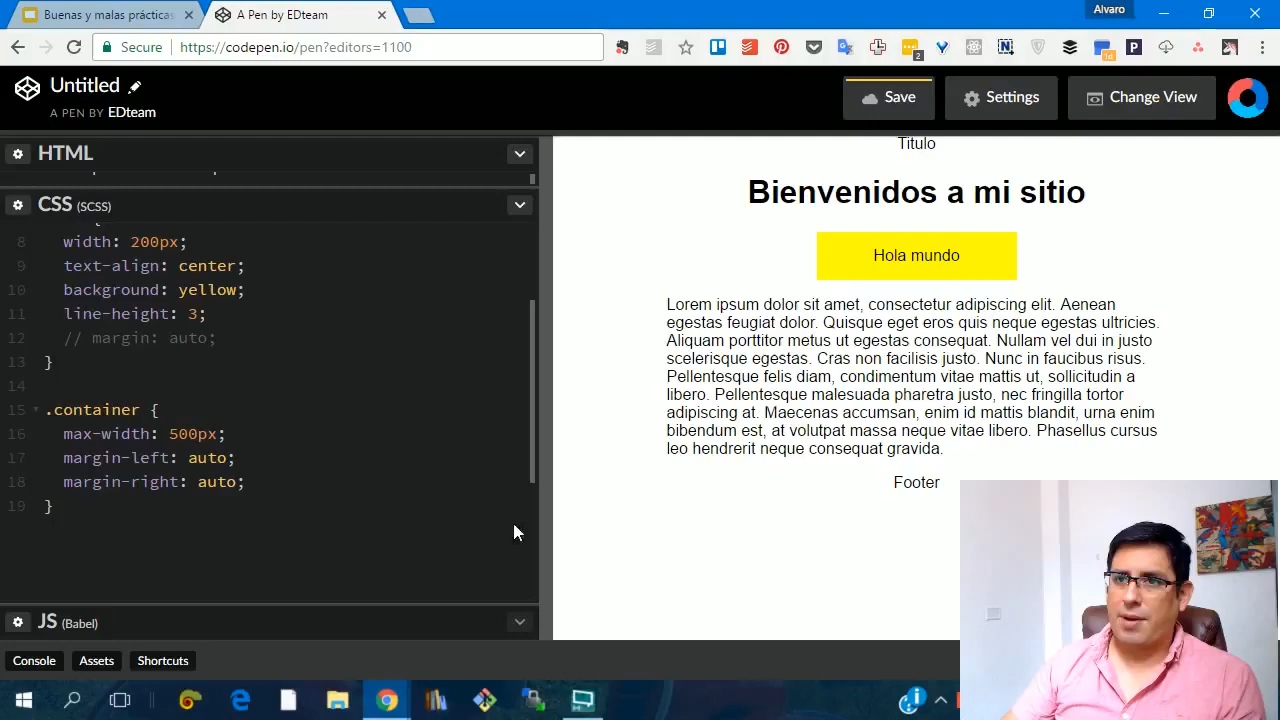 Buenas y malas prácticas
A Pen by EDteam
Alvaro
Secure
https://codepen.io/pen?editors=1100
2
1d
Untitled
A PEN BY EDteam
Save
Settings
Change View
HTML
CSS (SCSS)
8 width: 200px;
9 text-align: center;
10 background: yellow;
11 line-height: 3;
12 // margin: auto;
13 }
14
15 .container {
16 max-width: 500px;
17 margin-left: auto;
18 margin-right: auto;
19 }
JS (Babel)
Console
Assets
Shortcuts
Titulo
Bienvenidos a mi sitio
Hola mundo
Lorem ipsum dolor sit amet, consectetur adipiscing elit. Aenean
egestas feugiat dolor. Quisque eget eros quis neque egestas ultricies.
Aliquam porttitor metus ut egestas consequat. Nullam vel dui in justo
scelerisque egestas. Cras non facilisis justo. Nunc in faucibus risus.
Pellentesque felis diam, condimentum vitae mattis ut, sollicitudin a
libero. Pellentesque malesuada pharetra justo, nec fringilla tortor
adipiscing at. Maecenas accumsan, enim id mattis blandit, urna enim
bibendum est, at volutpat massa neque vitae libero. Phasellus cursus
leo hendrerit neque consequat gravida.
Footer